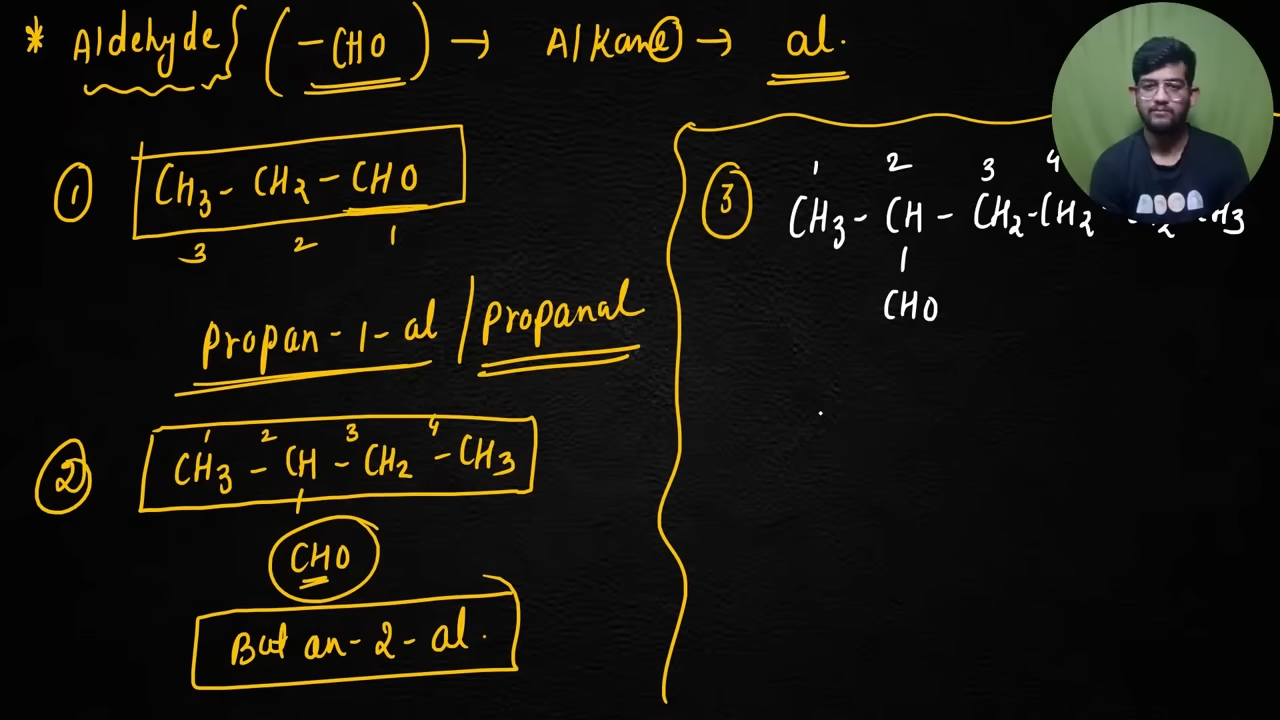 * Aldehyde } ( -CHO ) → Alkane → al.
① CH3 - CH2 - CHO
3 2 1
Propan - 1 - al / Propanal
②
1 2 3 4
CH3 - CH - CH2 - CH3
CHO
Butan - 2 - al.
③
1 2 3 4
CH3 - CH - CH2 - CH2
CHO